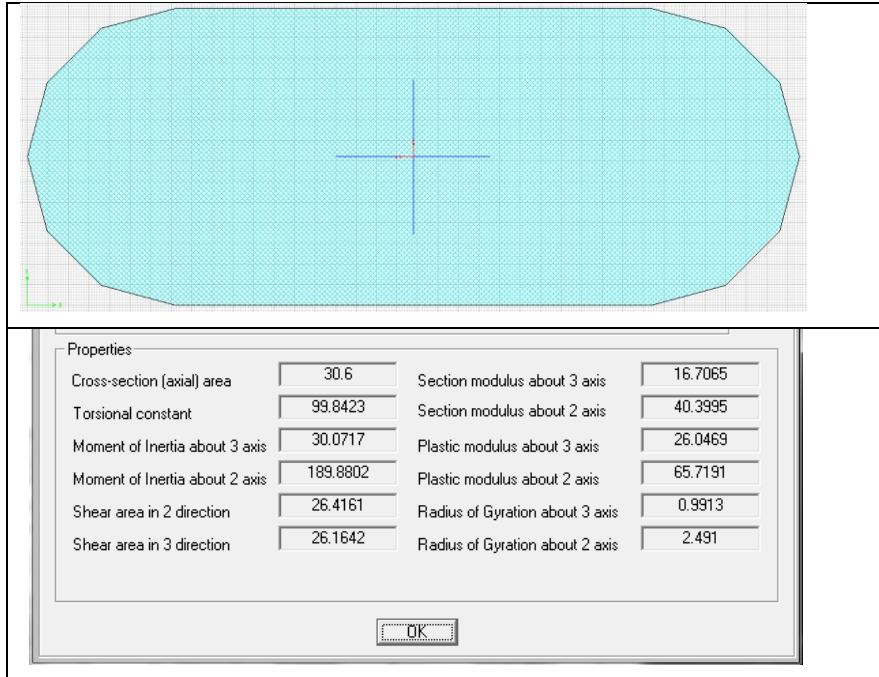 Properties
Cross-section (axial) area 30.6 Section modulus about 3 axis 16.7065
Torsional constant 99.8423 Section modulus about 2 axis 40.3995
Moment of Inertia about 3 axis 30.0717 Plastic modulus about 3 axis 26.0469
Moment of Inertia about 2 axis 189.8802 Plastic modulus about 2 axis 65.7191
Shear area in 2 direction 26.4161 Radius of Gyration about 3 axis 0.9913
Shear area in 3 direction 26.1642 Radius of Gyration about 2 axis 2.491
OK